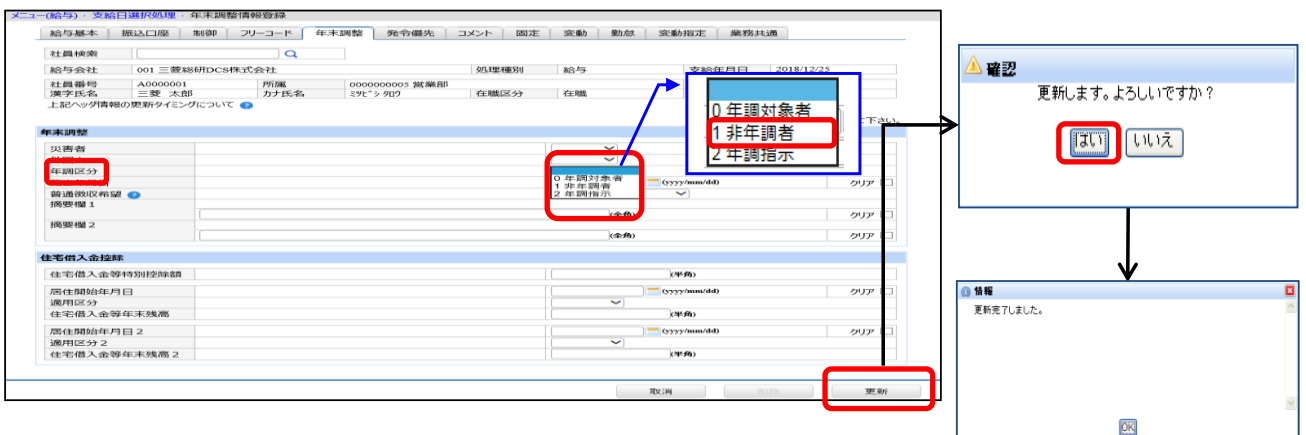 メニュー(給与) · 支給日選択処理 · 年末調整情報登録
給与基本 振込口座 制御 フリーコード 年末調整 発令優先 コメント 固定 変動 勤怠 変動指定 業務共通
社員検索
給与会社 001 三菱総研DCS株式会社 処理種別 給与 支給年月日 2018/12/25
社員番号 A0000001 所属 0000000005 営業部
漢字氏名 三菱 太郎 カナ氏名 ﾐﾂﾋﾞｼ ﾀﾛｳ 在職区分 在職
上記ヘッダ情報の更新タイミングについて
下さい。
年末調整
災害者
年調区分
0 年調対象者
1 非年調者
2 年調指示
(yyyy/mm/dd) クリア
普通徴収希望
摘要欄 1
(全角) クリア
摘要欄 2
(全角) クリア
住宅借入金控除
住宅借入金等特別控除額 (半角)
居住開始年月日 (yyyy/mm/dd) クリア
適用区分
住宅借入金等年末残高 (半角)
居住開始年月日 2 (yyyy/mm/dd) クリア
適用区分 2
住宅借入金等年末残高 2 (半角)
取消 削除 更新
0 年調対象者
1 非年調者
2 年調指示
確認
更新します。よろしいですか？
はい いいえ
情報
更新完了しました。
OK